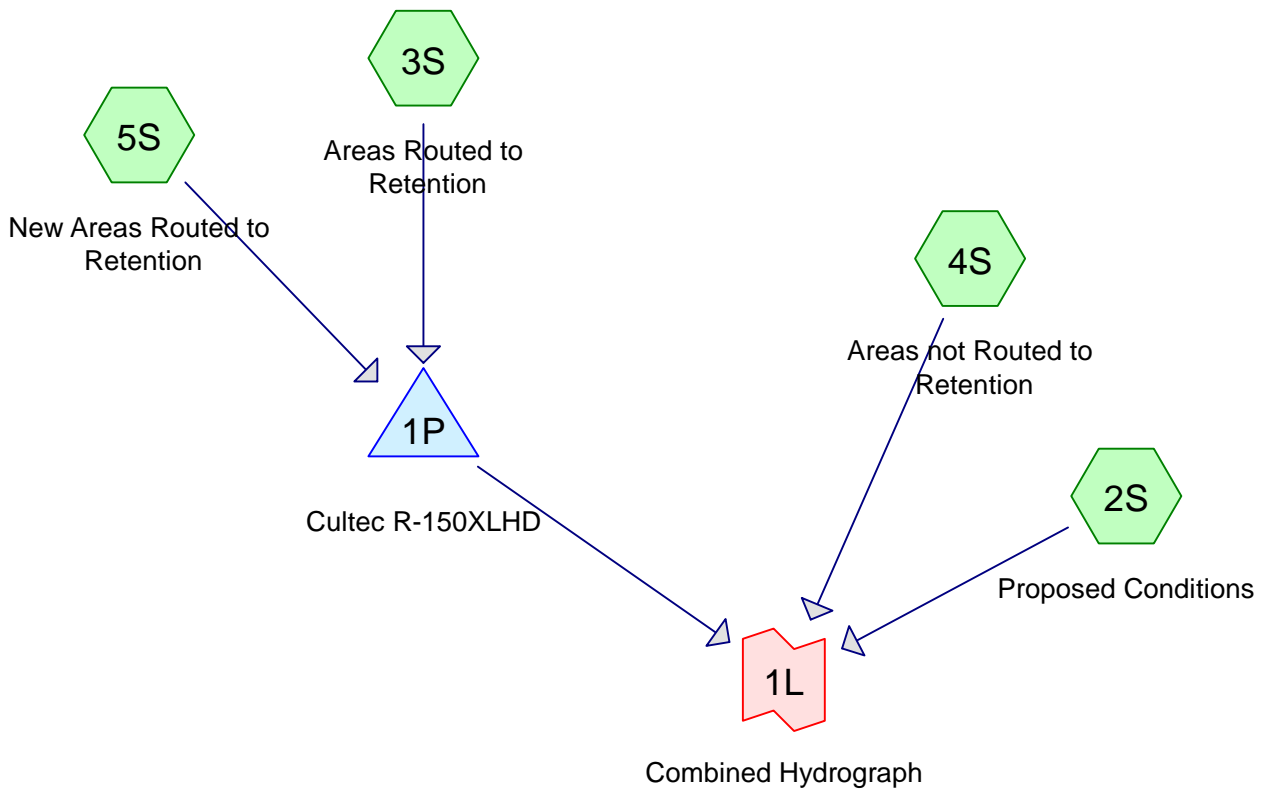 3S
Areas Routed to
Retention
5S
New Areas Routed to
Retention
4S
Areas not Routed to
Retention
1P
Cultec R-150XLHD
2S
Proposed Conditions
1L
Combined Hydrograph